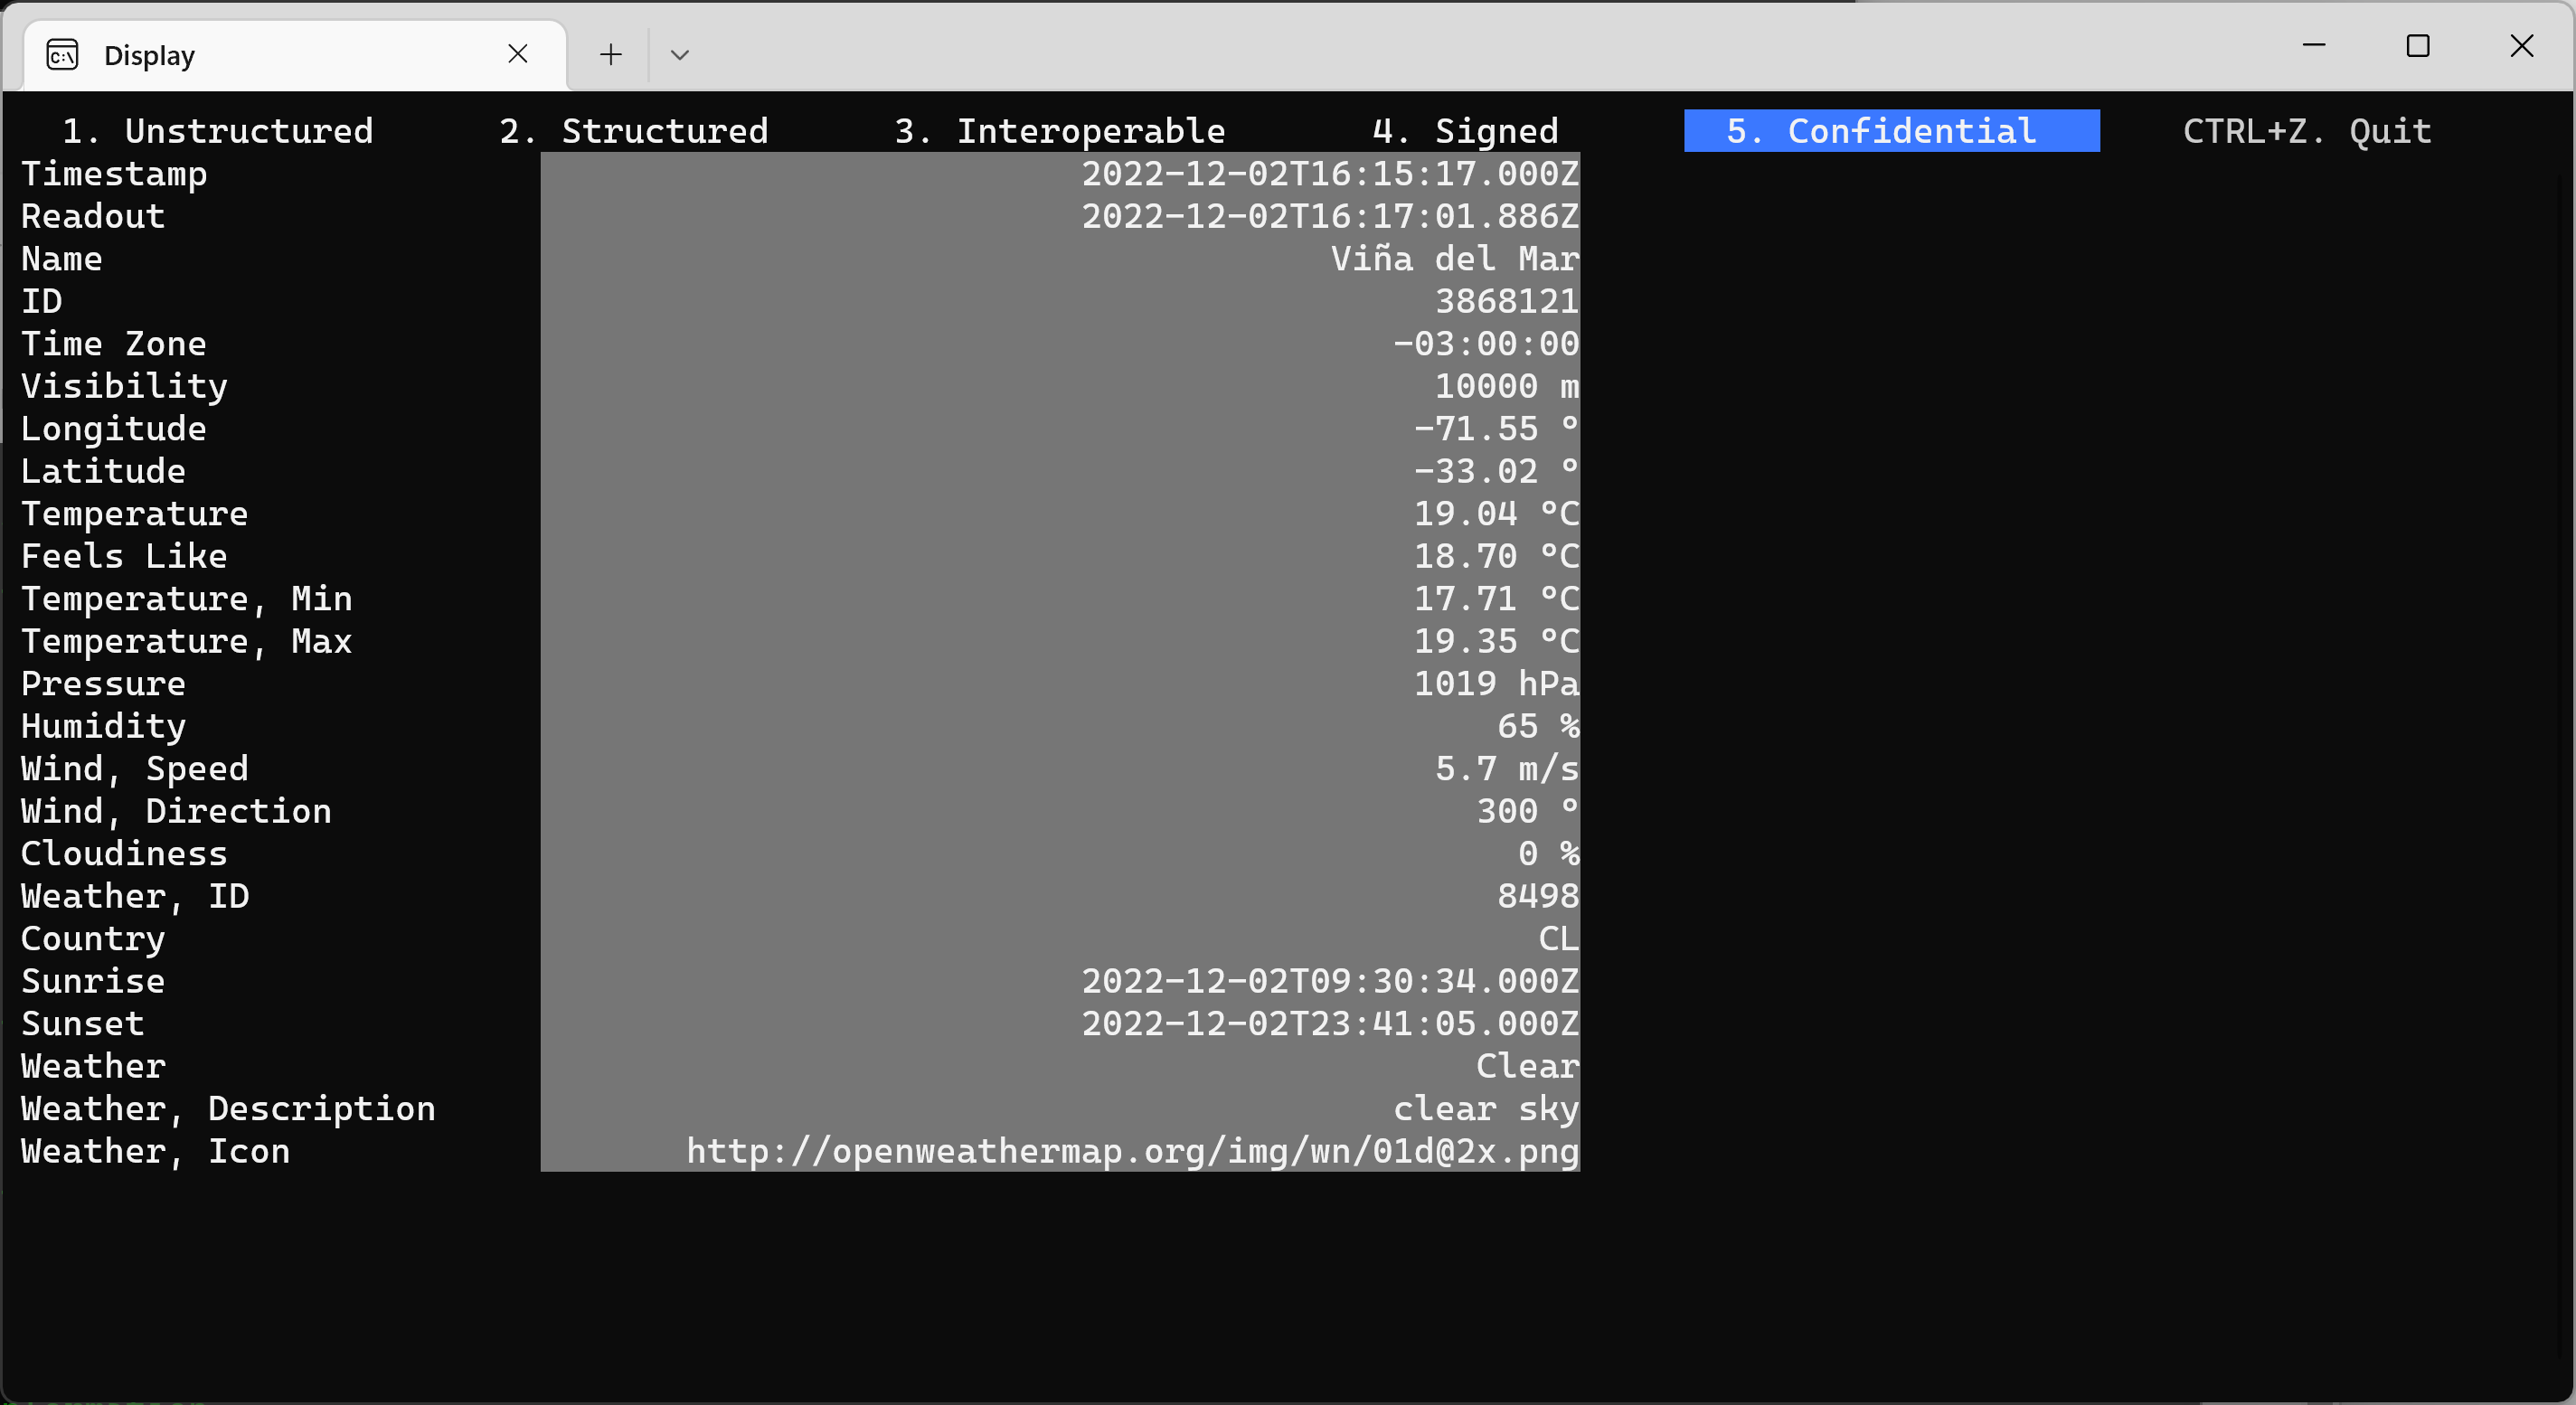 Display
1. Unstructured 2. Structured 3. Interoperable 4. Signed 5. Confidential CTRL+Z. Quit
Timestamp 2022-12-02T16:15:17.000Z
Readout 2022-12-02T16:17:01.886Z
Name Viña del Mar
ID 3868121
Time Zone -03:00:00
Visibility 10000 m
Longitude -71.55 °
Latitude -33.02 °
Temperature 19.04 °C
Feels Like 18.70 °C
Temperature, Min 17.71 °C
Temperature, Max 19.35 °C
Pressure 1019 hPa
Humidity 65 %
Wind, Speed 5.7 m/s
Wind, Direction 300 °
Cloudiness 0 %
Weather, ID 8498
Country CL
Sunrise 2022-12-02T09:30:34.000Z
Sunset 2022-12-02T23:41:05.000Z
Weather Clear
Weather, Description clear sky
Weather, Icon http://openweathermap.org/img/wn/01d@2x.png